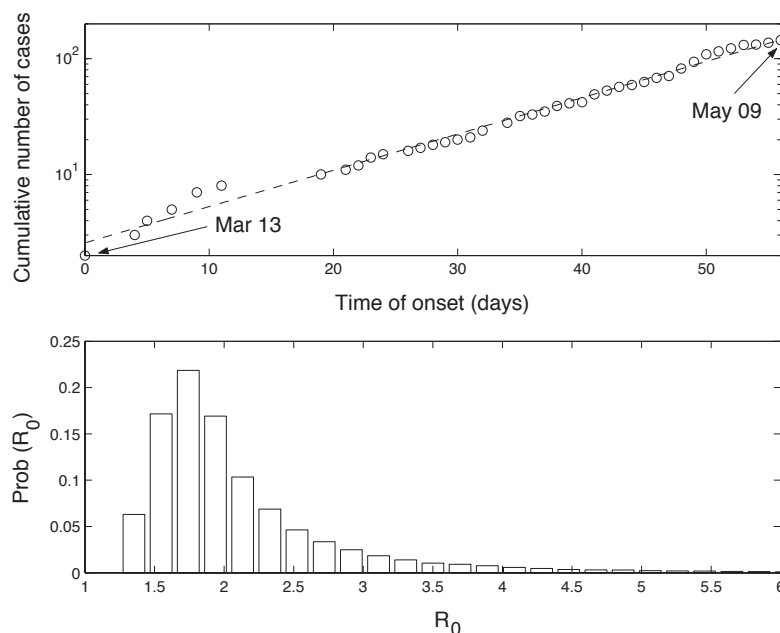 Cumulative number of cases
10^2
10^1
May 09
Mar 13
0 10 20 30 40 50
Time of onset (days)
Prob (R_0)
0.25
0.2
0.15
0.1
0.05
0
1 1.5 2 2.5 3 3.5 4 4.5 5 5.5 6
R_0